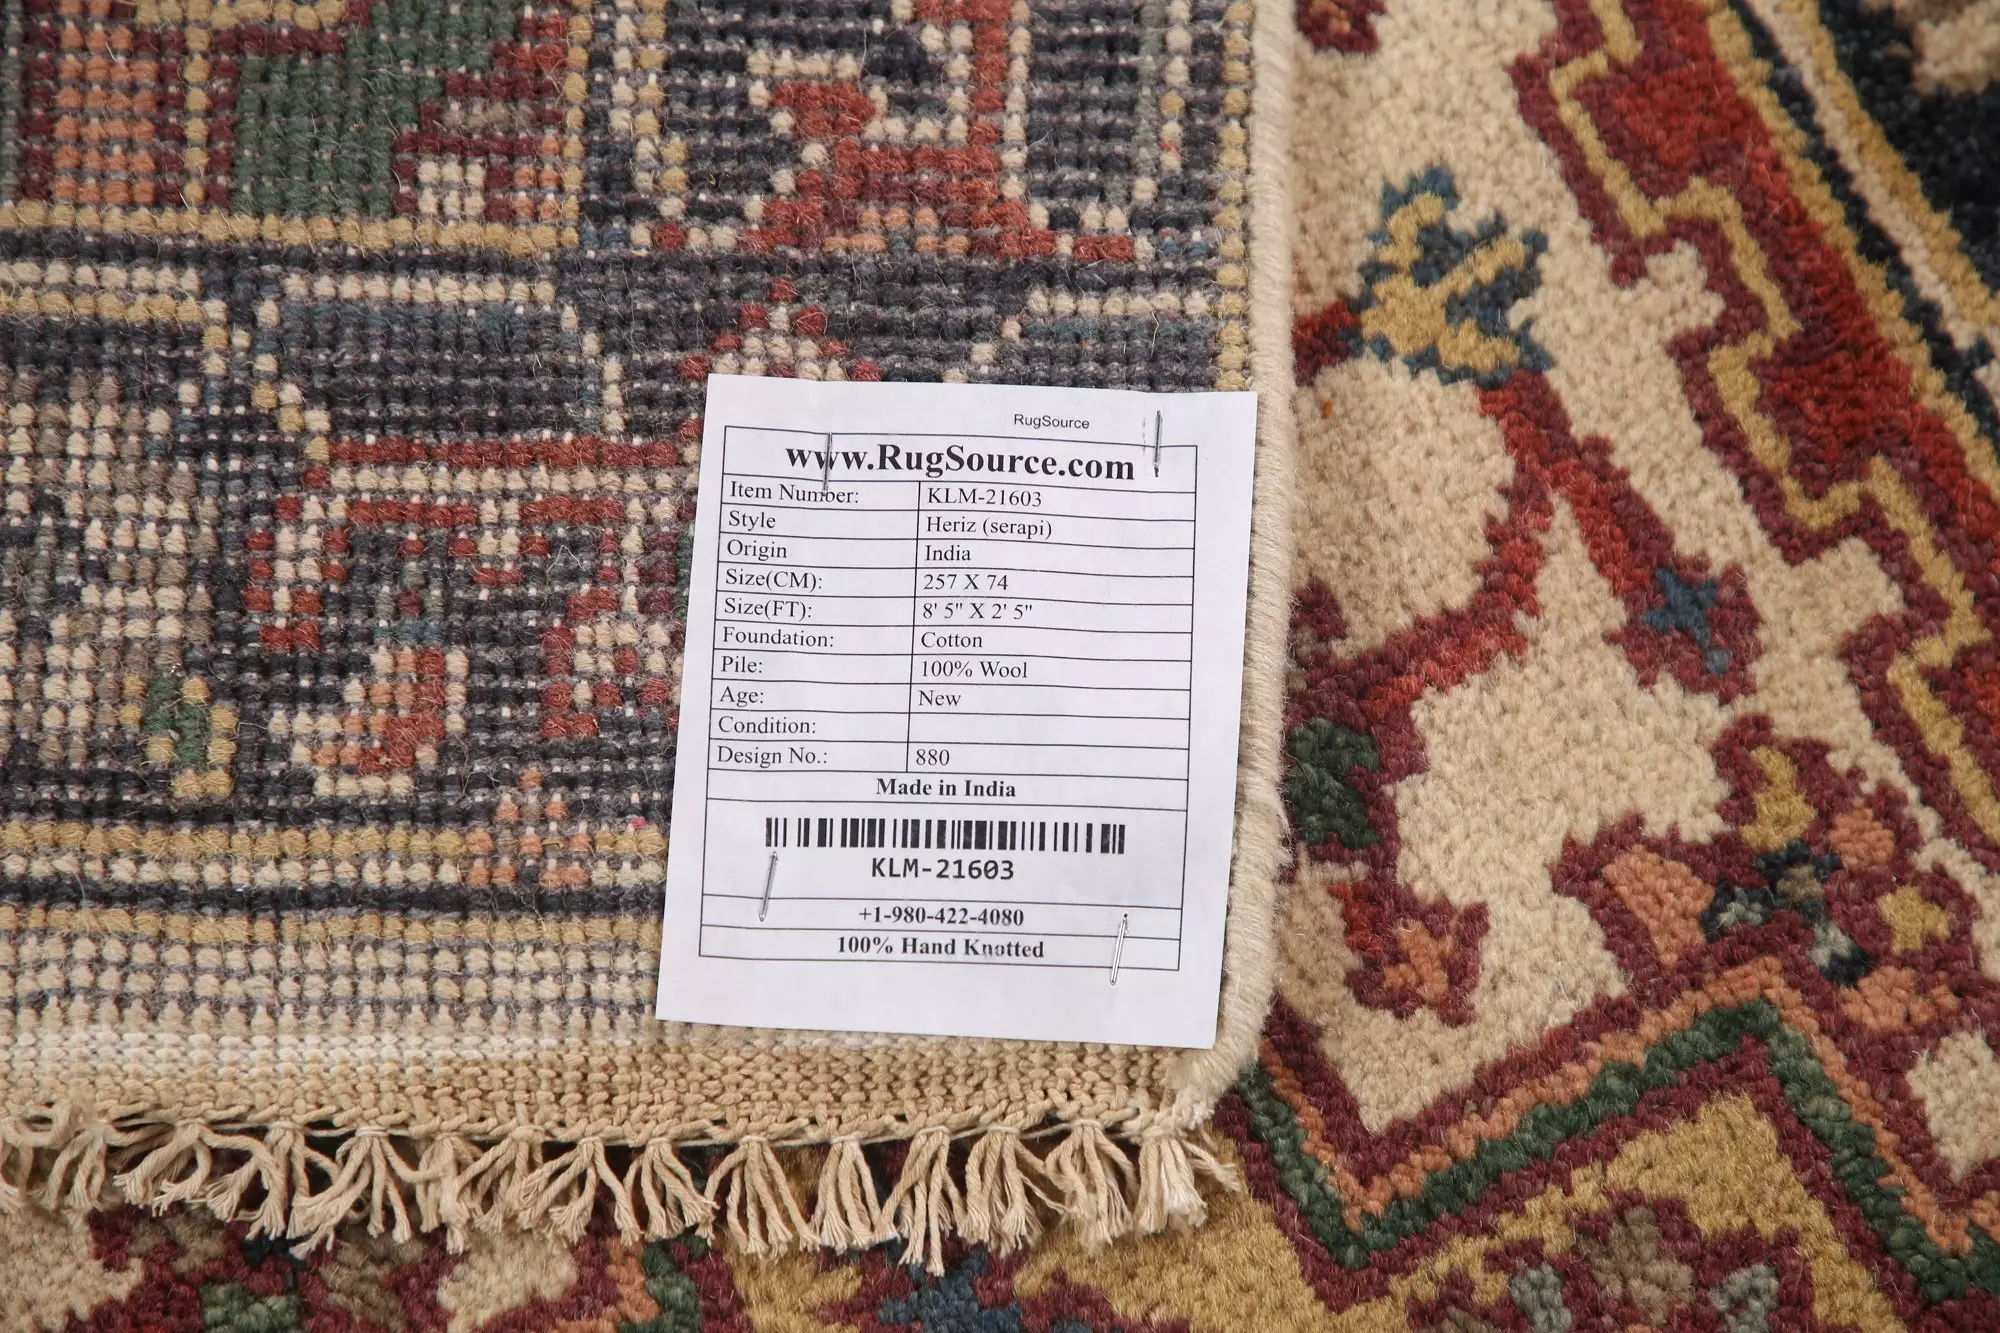 RugSource
www.RugSource.com
Item Number: KLM-21603
Style Heriz (serapi)
Origin India
Size(CM): 257 X 74
Size(FT): 8' 5" X 2' 5"
Foundation: Cotton
Pile: 100% Wool
Age: New
Condition:
Design No.: 880
Made in India
KLM-21603
+1-980-422-4080
100% Hand Knotted